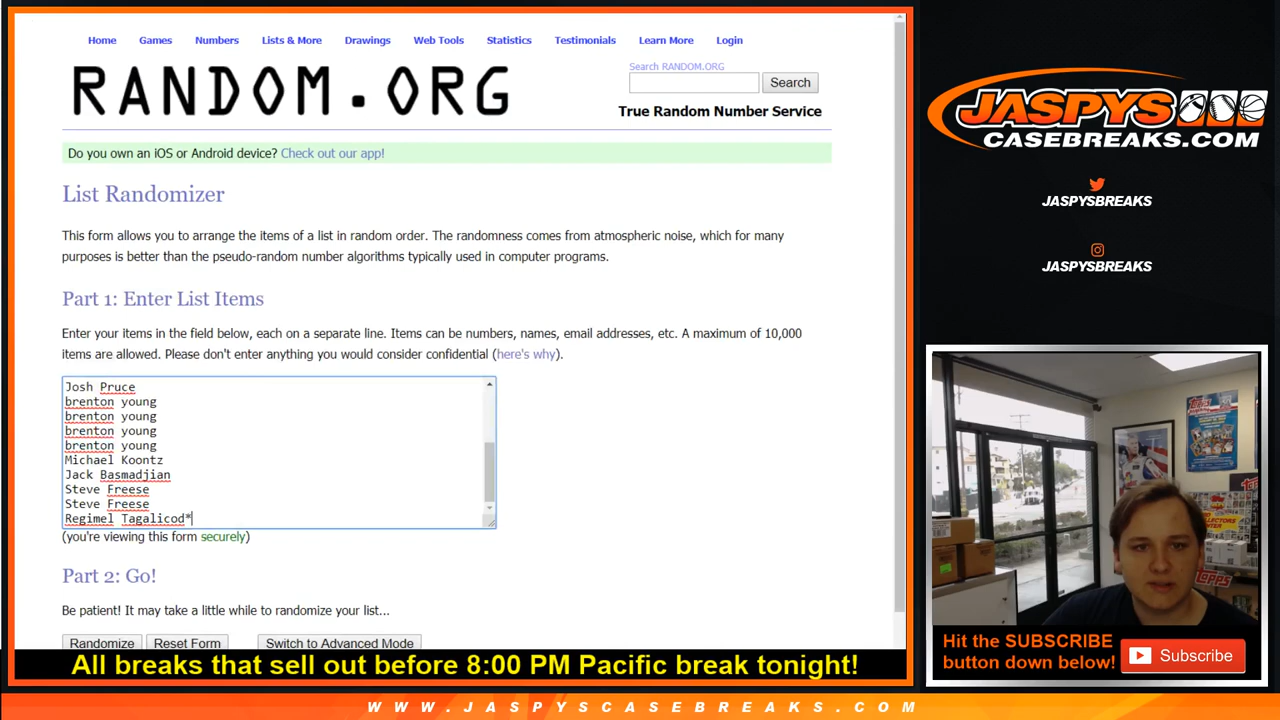 Home Games Numbers Lists & More Drawings Web Tools Statistics Testimonials Learn More Login
RANDOM.ORG
Search RANDOM.ORG
Search
True Random Number Service
Do you own an iOS or Android device? Check out our app!
List Randomizer
This form allows you to arrange the items of a list in random order. The randomness comes from atmospheric noise, which for many
purposes is better than the pseudo-random number algorithms typically used in computer programs.
Part 1: Enter List Items
Enter your items in the field below, each on a separate line. Items can be numbers, names, email addresses, etc. A maximum of 10,000
items are allowed. Please don't enter anything you would consider confidential (here's why).
Josh Pruce
brenton young
brenton young
brenton young
brenton young
Michael Koontz
Jack Basmadjian
Steve Freese
Steve Freese
Regimel Tagalicod*
(you're viewing this form securely)
Part 2: Go!
Be patient! It may take a little while to randomize your list...
Randomize Reset Form Switch to Advanced Mode
All breaks that sell out before 8:00 PM Pacific break tonight!
WWW.JASPYSCASEBREAKS.COM
JASPYS
CASEBREAKS.COM
JASPYSBREAKS
JASPYSBREAKS
Topps
topps
Hit the SUBSCRIBE
button down below!
Subscribe